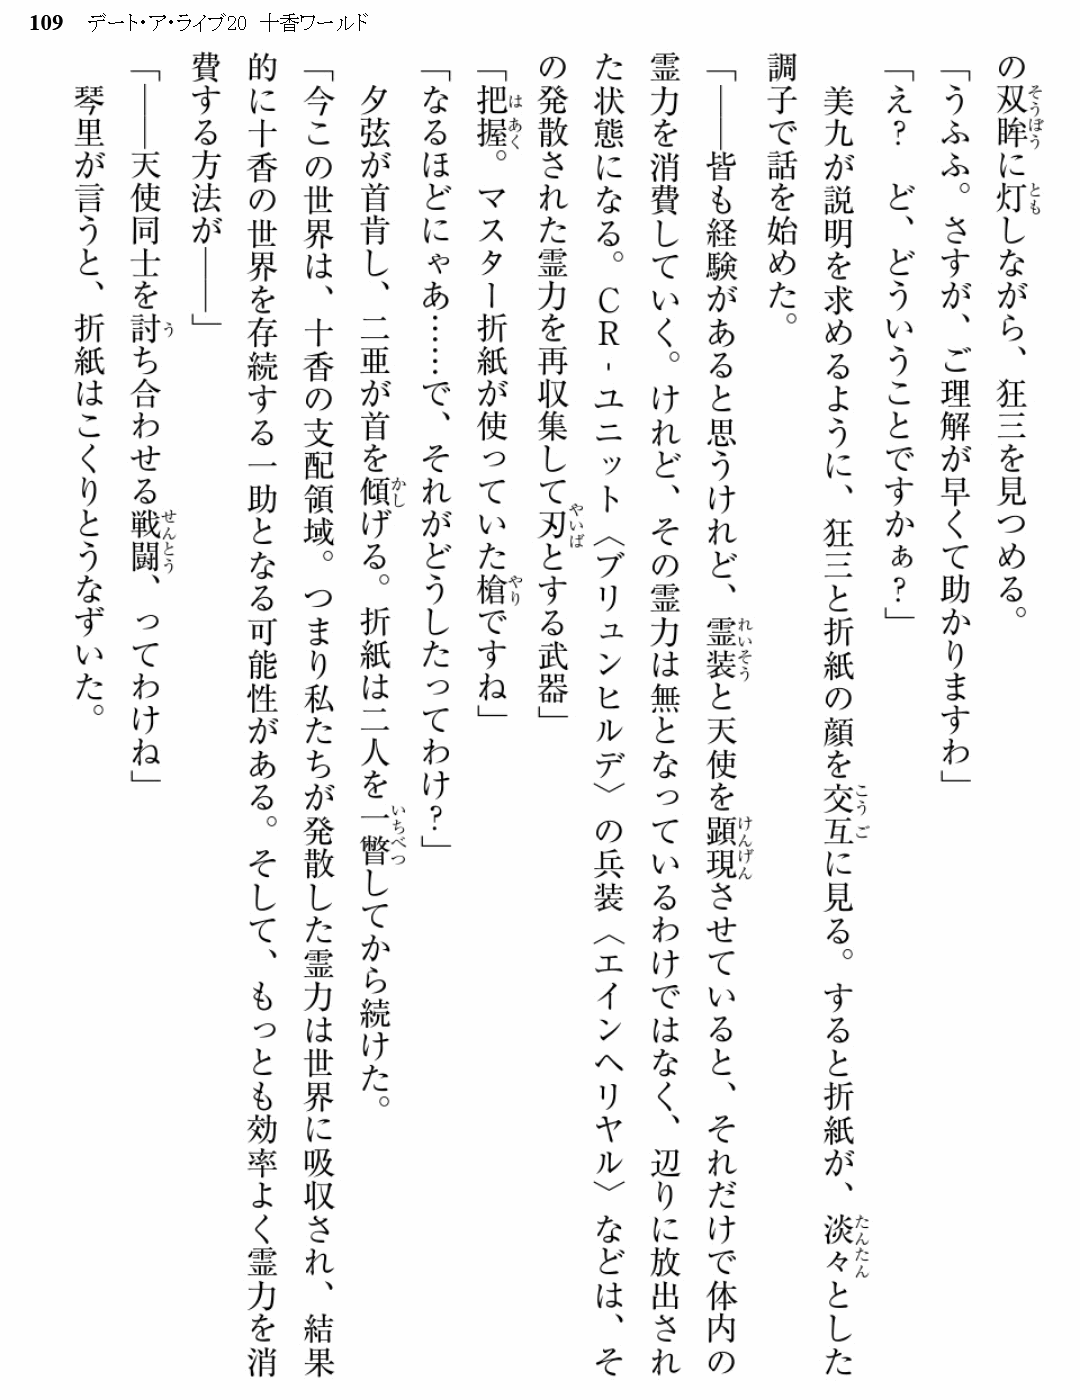 109 デート・ア・ライブ20 十香ワールド
の双眸に灯しながら、狂三を見つめる。
「うふふ。さすが、ご理解が早くて助かりますわ」
「え？　ど、どういうことですかぁ？」
　美九が説明を求めるように、狂三と折紙の顔を交互に見る。すると折紙が、淡々とした
調子で話を始めた。
「――皆も経験があると思うけれど、霊装と天使を顕現させていると、それだけで体内の
霊力を消費していく。けれど、その霊力は無となっているわけではなく、辺りに放出され
た状態になる。ＣＲ-ユニット〈ブリュンヒルデ〉の兵装〈エインヘリヤル〉などは、そ
の発散された霊力を再収集して刃とする武器」
「把握。マスター折紙が使っていた槍ですね」
「なるほどにゃあ……で、それがどうしたってわけ？」
　夕弦が首肯し、二亜が首を傾げる。折紙は二人を一瞥してから続けた。
「今この世界は、十香の支配領域。つまり私たちが発散した霊力は世界に吸収され、結果
的に十香の世界を存続する一助となる可能性がある。そして、もっとも効率よく霊力を消
費する方法が――」
「――天使同士を討ち合わせる戦闘、ってわけね」
　琴里が言うと、折紙はこくりとうなずいた。